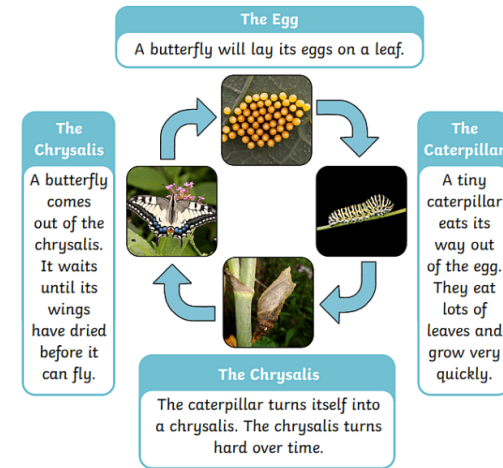 The Egg
A butterfly will lay its eggs on a leaf.
The
Caterpillar
A tiny
caterpillar
eats its
way out
of the egg.
They eat
lots of
leaves and
grow very
quickly.
The Chrysalis
The caterpillar turns itself into
a chrysalis. The chrysalis turns
hard over time.
The
Chrysalis
A butterfly
comes
out of the
chrysalis.
It waits
until its
wings
have dried
before it
can fly.